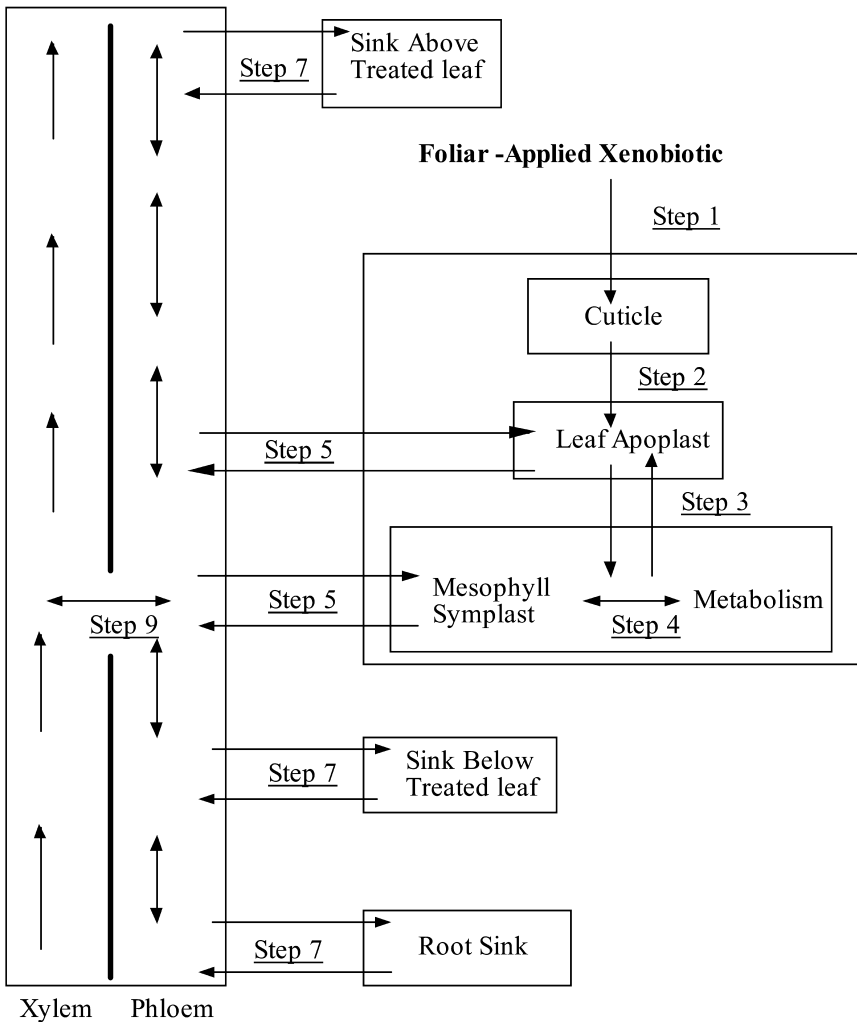 Sink Above
Treated leaf
Step 7
Foliar -Applied Xenobiotic
Step 1
Cuticle
Step 2
Leaf Apoplast
Step 5
Step 3
Mesophyll
Symplast
Metabolism
Step 5
Step 4
Step 9
Sink Below
Treated leaf
Step 7
Root Sink
Step 7
Xylem
Phloem